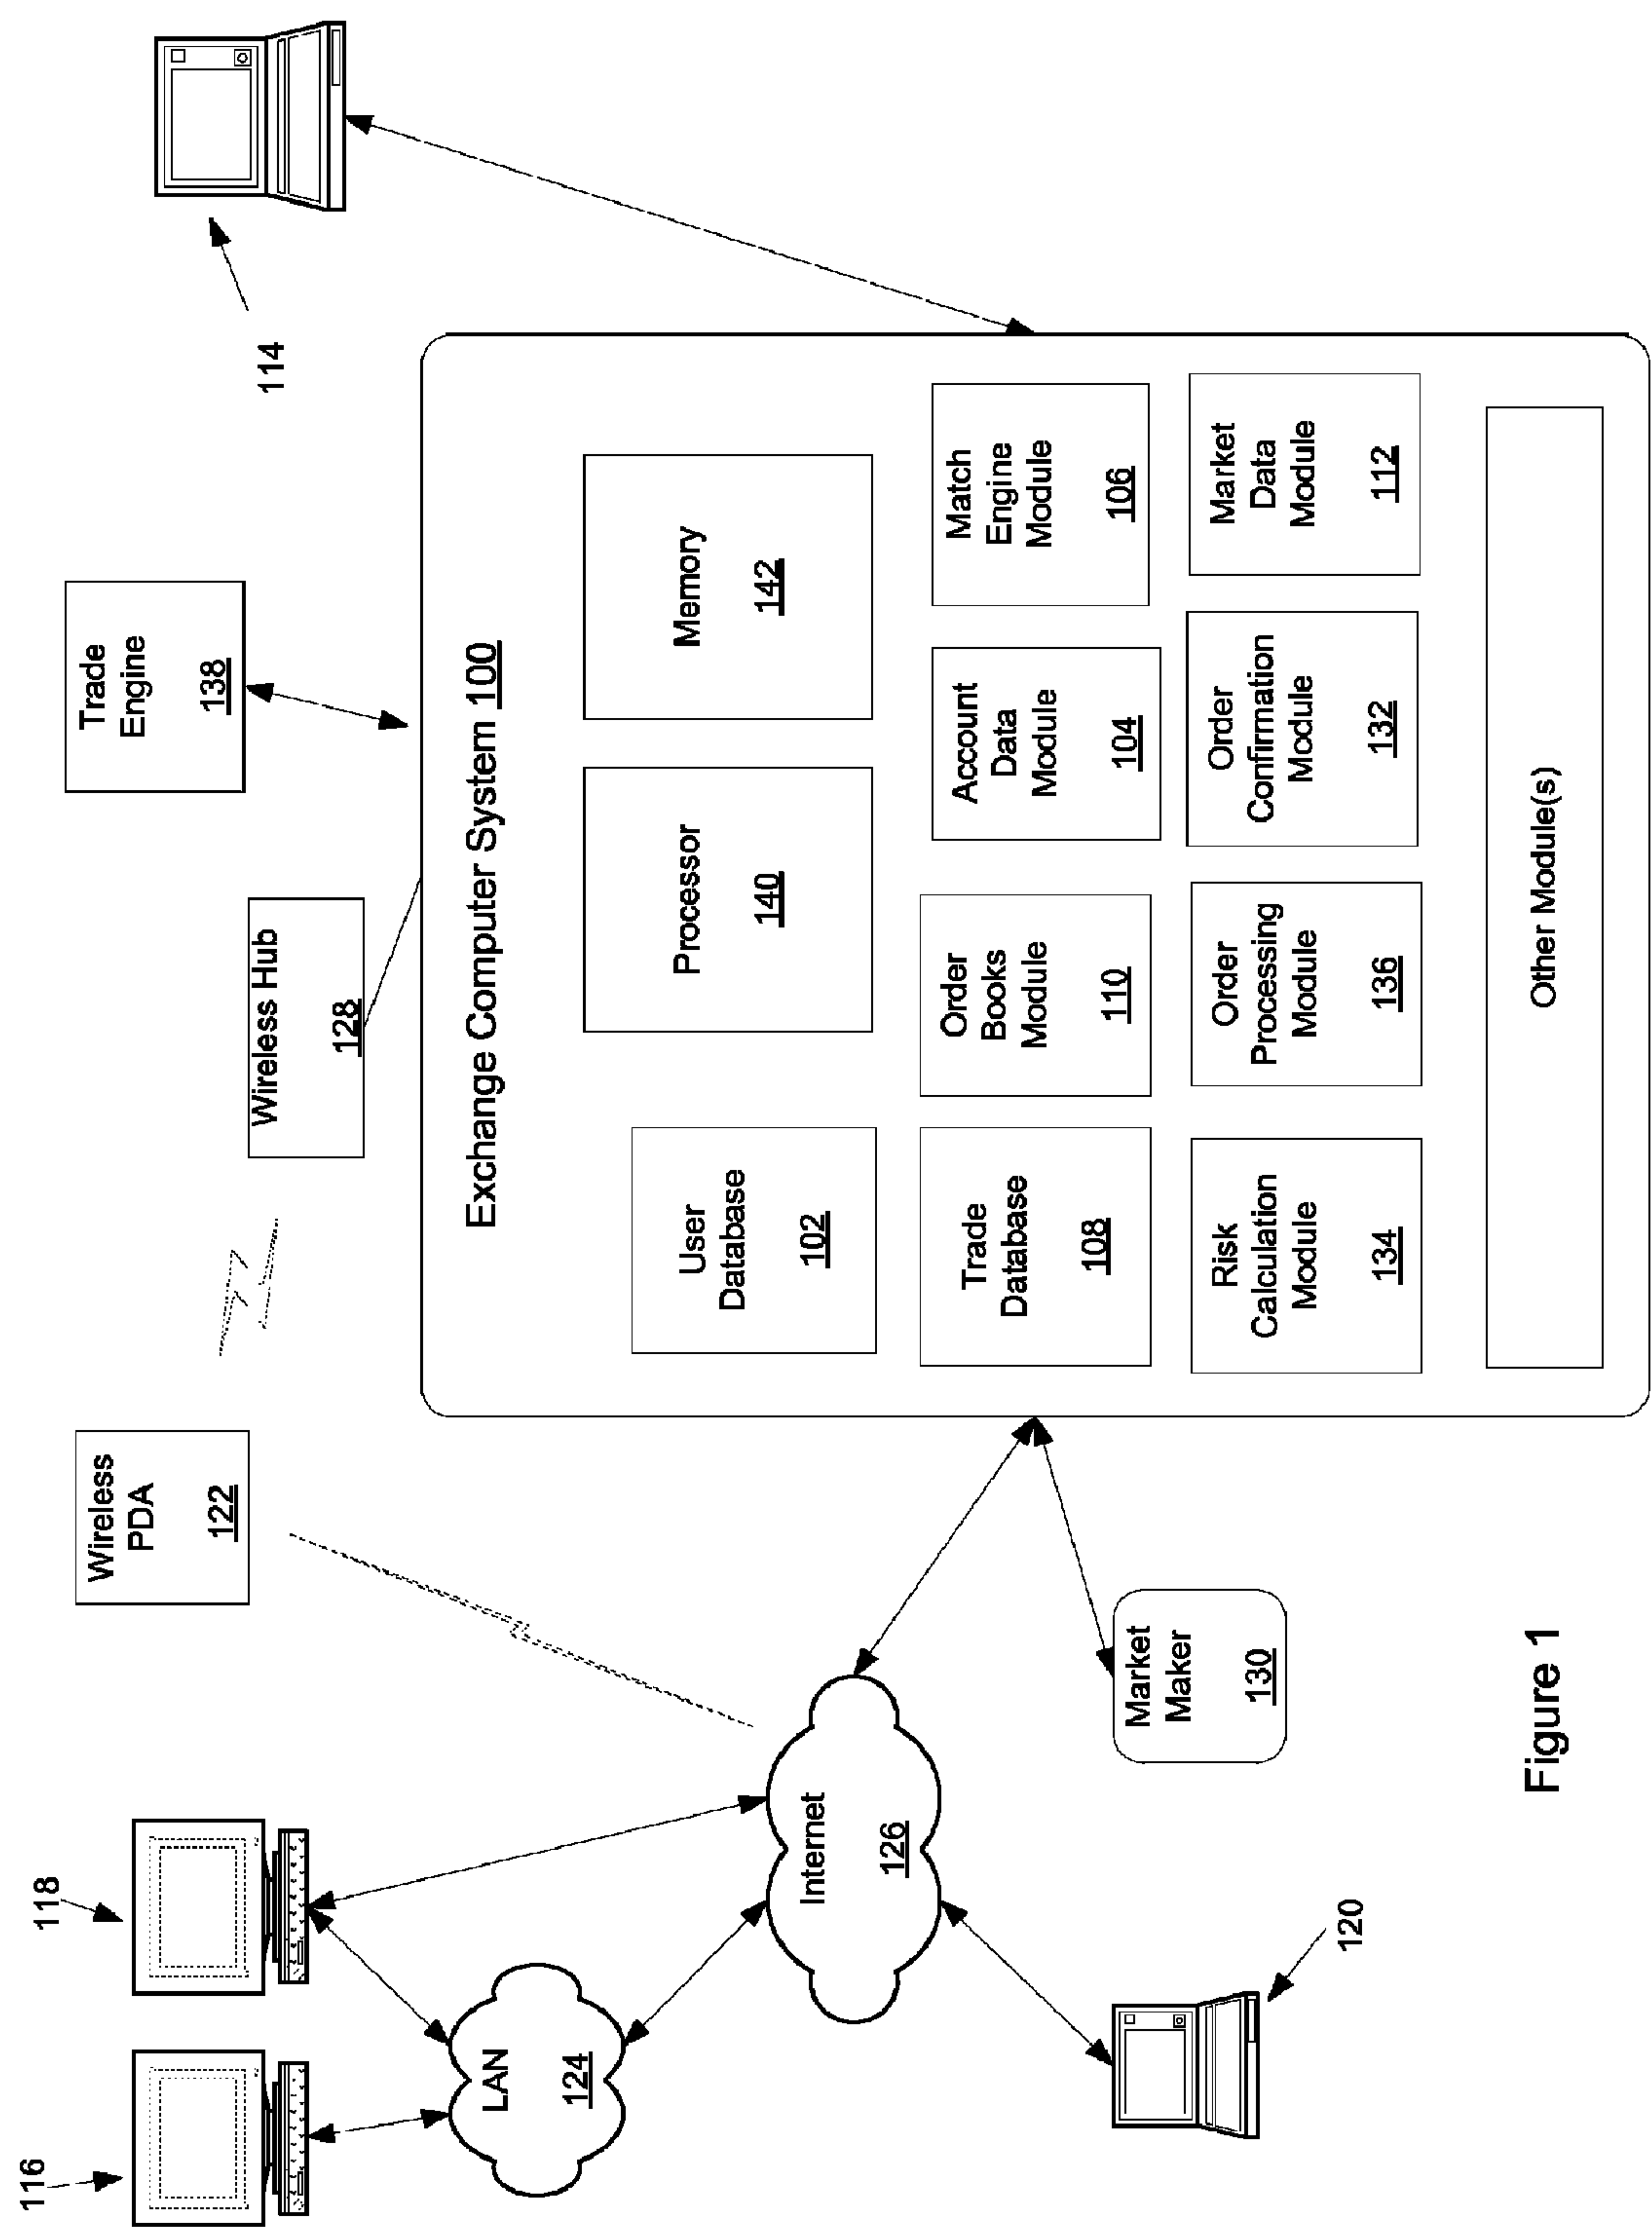 116
118
LAN
124
Internet
126
120
Wireless
PDA
122
Market
Maker
130
Wireless Hub
128
Trade
Engine
138
114
Exchange Computer System 100
User
Database
102
Processor
140
Memory
142
Trade
Database
108
Order
Books
Module
110
Account
Data
Module
104
Match
Engine
Module
106
Risk
Calculation
Module
134
Order
Processing
Module
136
Order
Confirmation
Module
132
Market
Data
Module
112
Other Module(s)
Figure 1